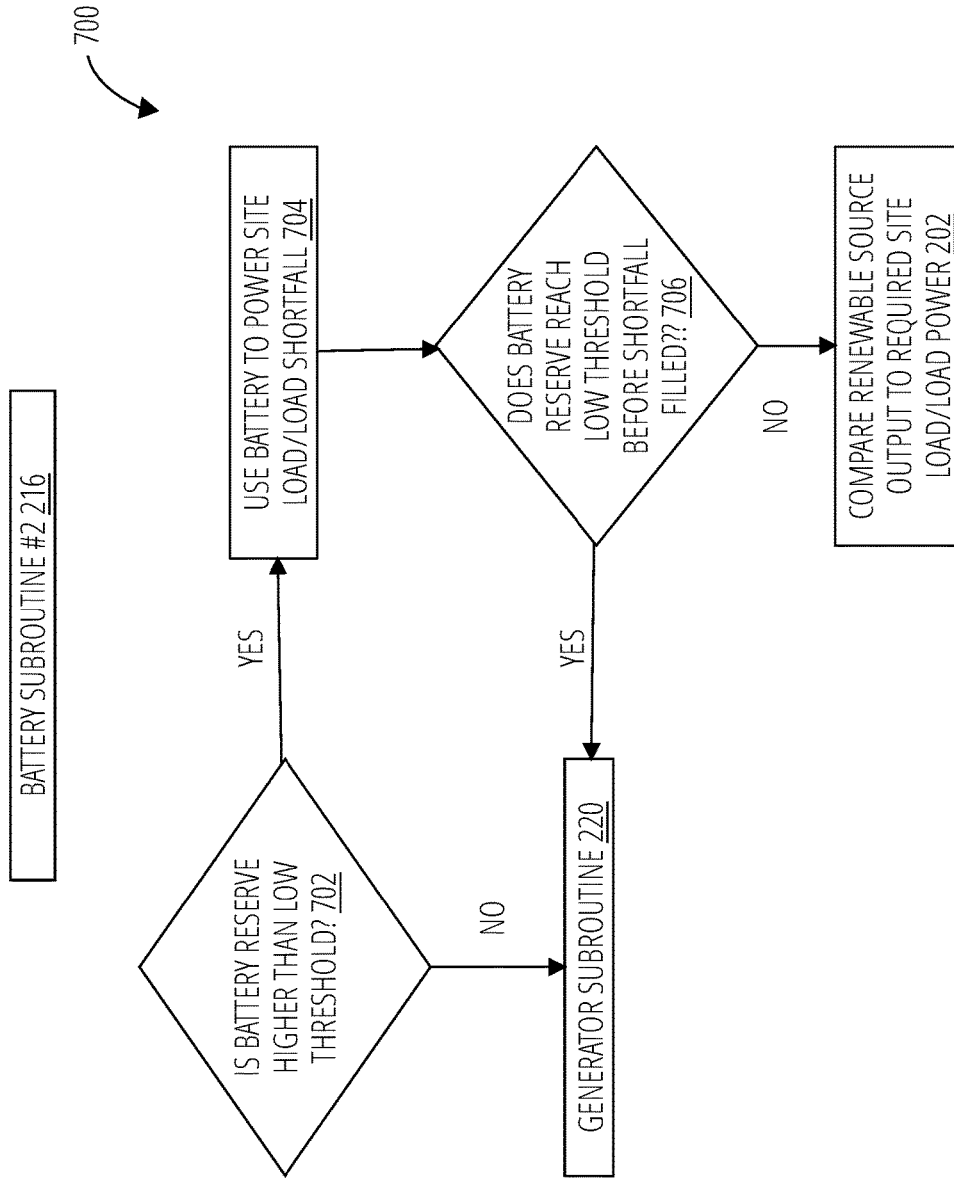 BATTERY SUBROUTINE #2 216
700
IS BATTERY RESERVE
HIGHER THAN LOW
THRESHOLD? 702
YES
USE BATTERY TO POWER SITE
LOAD/LOAD SHORTFALL 704
NO
GENERATOR SUBROUTINE 220
YES
DOES BATTERY
RESERVE REACH
LOW THRESHOLD
BEFORE SHORTFALL
FILLED?? 706
NO
COMPARE RENEWABLE SOURCE
OUTPUT TO REQUIRED SITE
LOAD/LOAD POWER 202